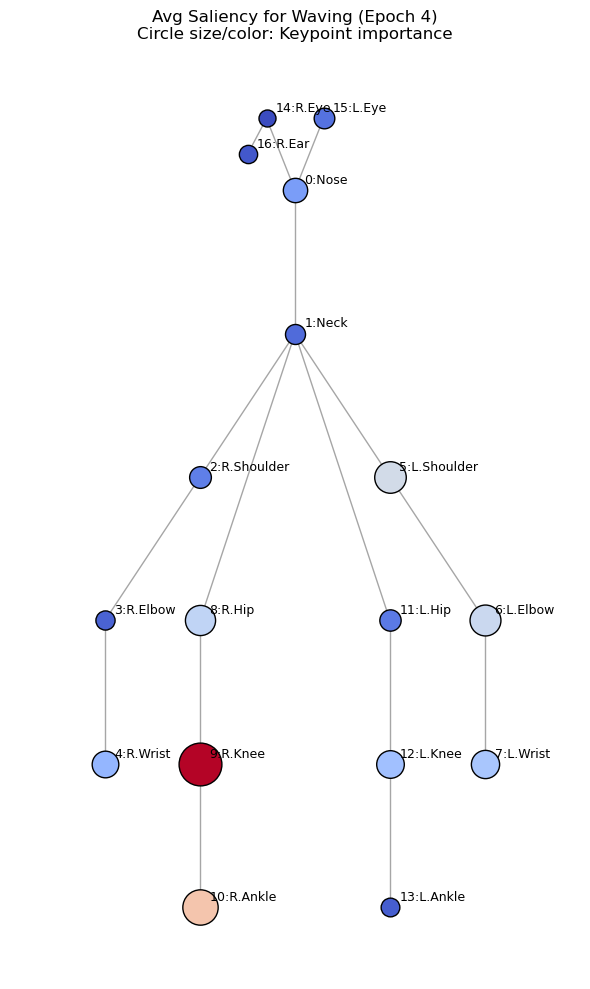 Avg Saliency for Waving (Epoch 4)
Circle size/color: Keypoint importance
14:R.Eye
15:L.Eye
16:R.Ear
0:Nose
1:Neck
2:R.Shoulder
5:L.Shoulder
3:R.Elbow
8:R.Hip
11:L.Hip
6:L.Elbow
4:R.Wrist
9:R.Knee
12:L.Knee
7:L.Wrist
10:R.Ankle
13:L.Ankle